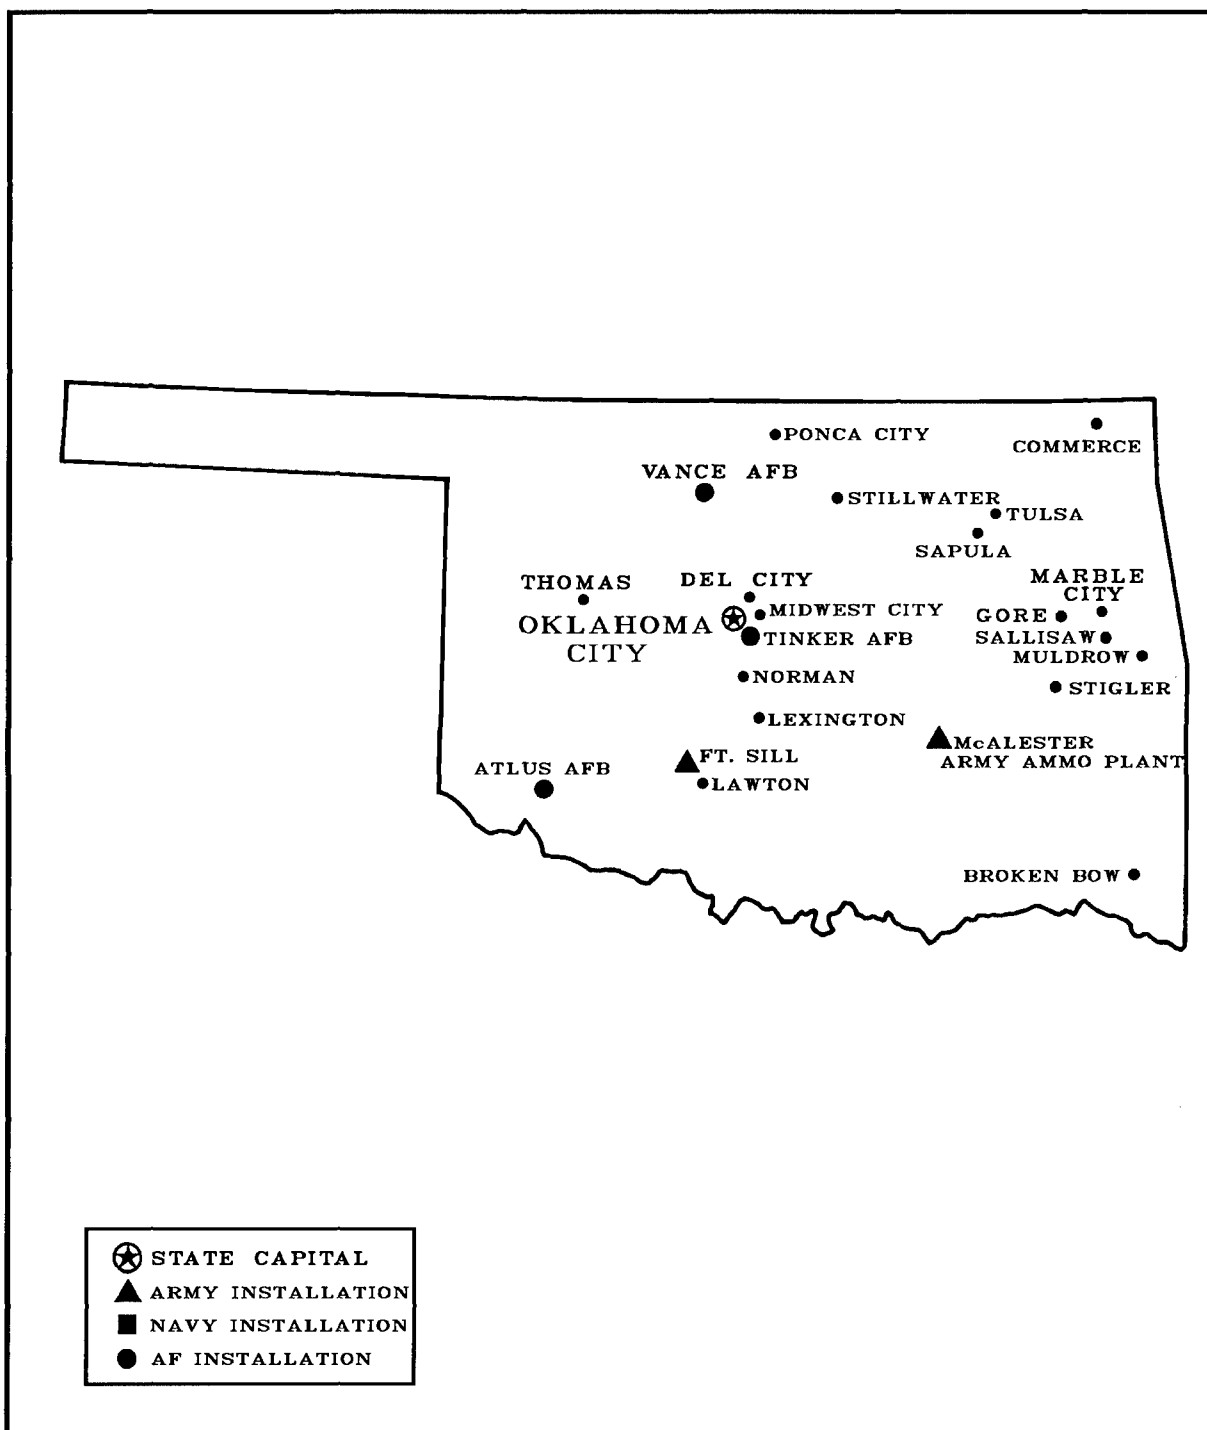 PONCA CITY
COMMERCE
VANCE AFB
STILLWATER
TULSA
SAPULA
MARBLE
CITY
THOMAS
DEL CITY
MIDWEST CITY
GORE
OKLAHOMA
CITY
TINKER AFB
SALLISAW
MULDROW
NORMAN
STIGLER
LEXINGTON
McALESTER
ARMY AMMO PLANT
FT. SILL
ATLUS AFB
LAWTON
BROKEN BOW
STATE CAPITAL
ARMY INSTALLATION
NAVY INSTALLATION
AF INSTALLATION